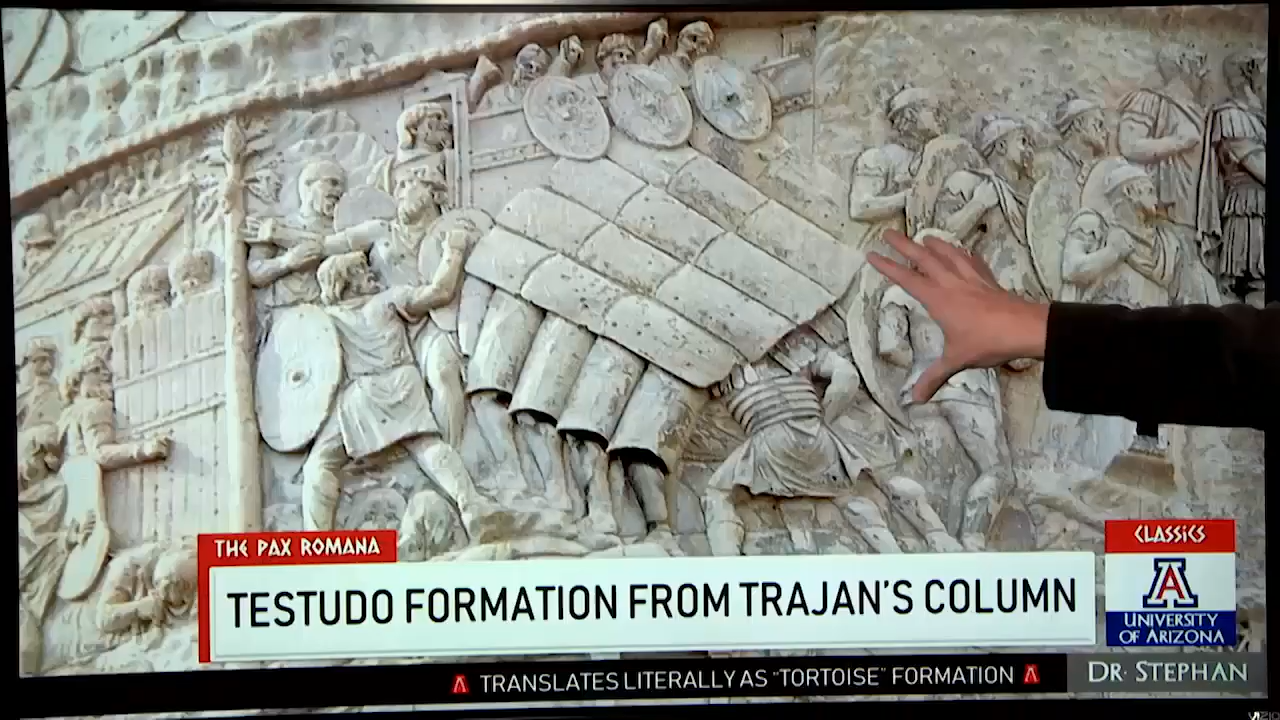 THE PAX ROMANA
TESTUDO FORMATION FROM TRAJAN'S COLUMN
CLASSICS
A
UNIVERSITY
OF ARIZONA
TRANSLATES LITERALLY AS "TORTOISE" FORMATION
DR. STEPHAN
VIZIO